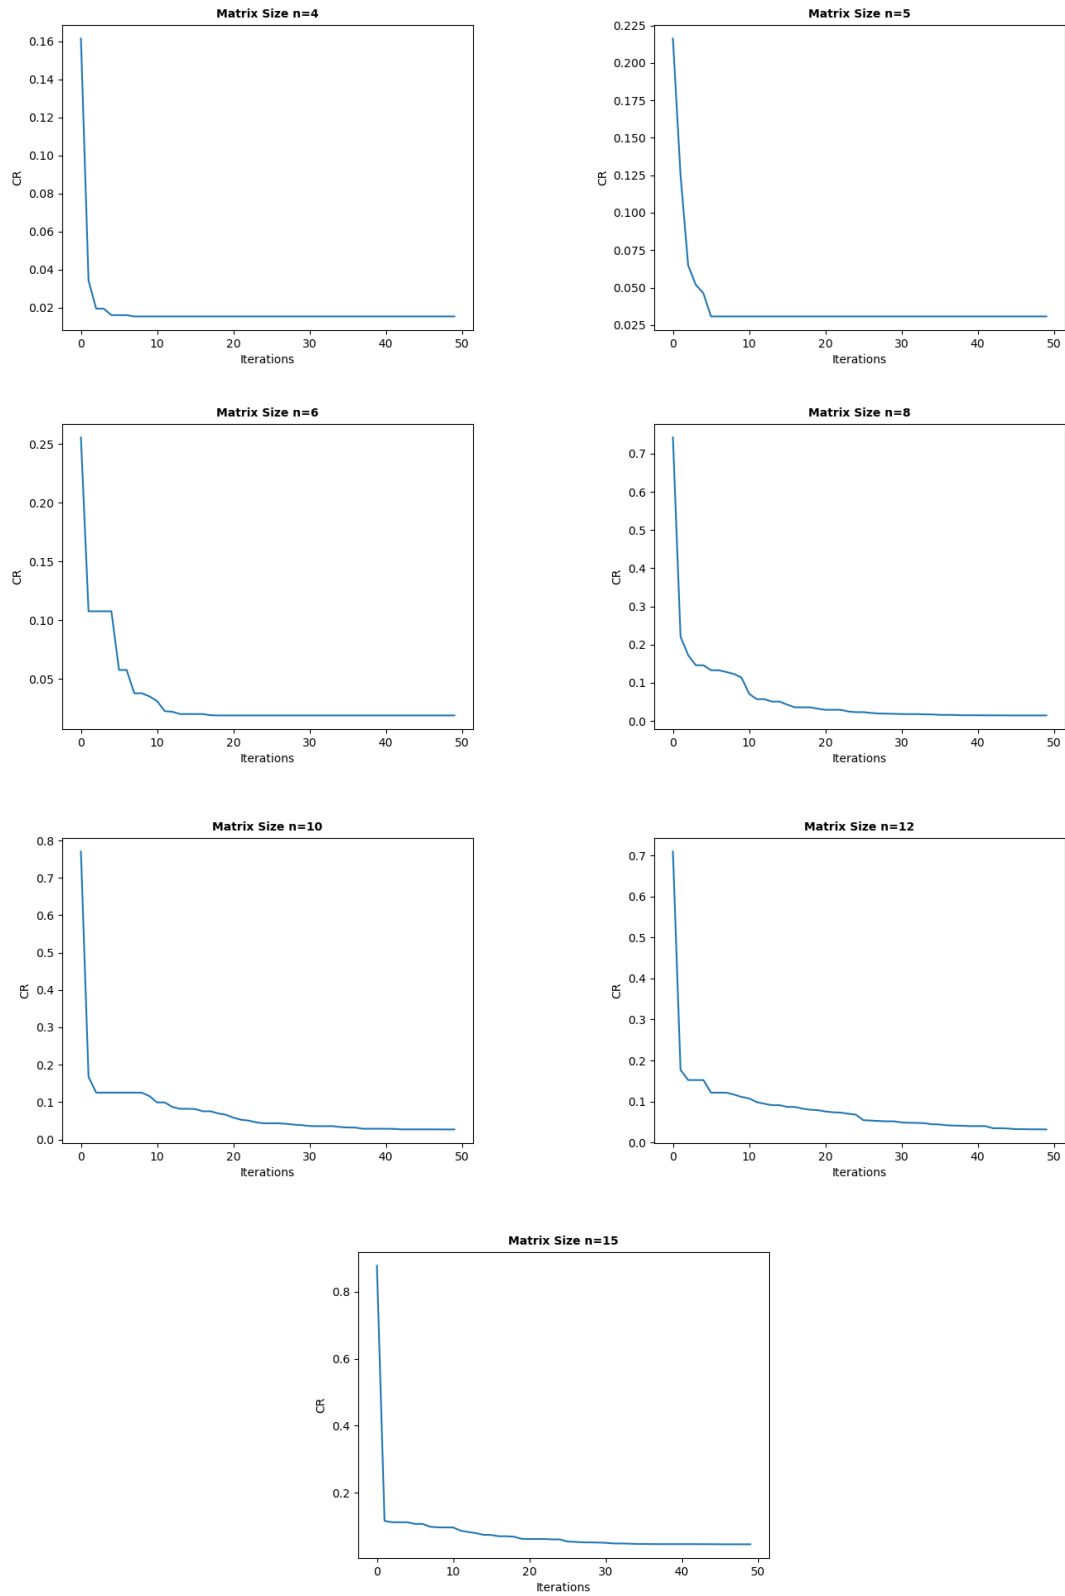 Matrix Size n=4
0.16
0.14
0.12
0.10
0.08
0.06
0.04
0.02
CR
0 10 20 30 40 50
Iterations
Matrix Size n=5
0.225
0.200
0.175
0.150
0.125
0.100
0.075
0.050
0.025
CR
0 10 20 30 40 50
Iterations
Matrix Size n=6
0.25
0.20
0.15
0.10
0.05
CR
0 10 20 30 40 50
Iterations
Matrix Size n=8
0.7
0.6
0.5
0.4
0.3
0.2
0.1
0.0
CR
0 10 20 30 40 50
Iterations
Matrix Size n=10
0.8
0.7
0.6
0.5
0.4
0.3
0.2
0.1
0.0
CR
0 10 20 30 40 50
Iterations
Matrix Size n=12
0.7
0.6
0.5
0.4
0.3
0.2
0.1
0.0
CR
0 10 20 30 40 50
Iterations
Matrix Size n=15
0.8
0.6
0.4
0.2
CR
0 10 20 30 40 50
Iterations